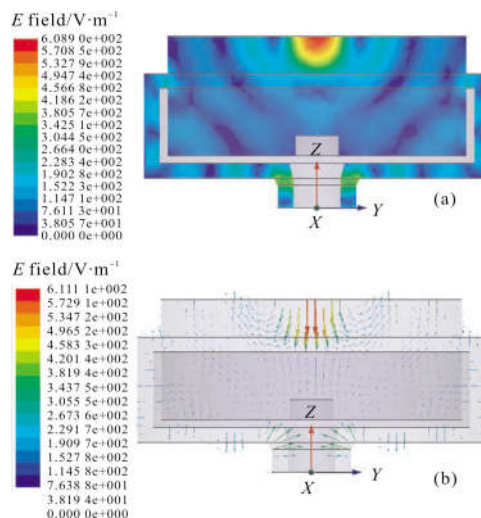 E field/V·m⁻¹
6.089 0e+002
5.708 5e+002
5.327 9e+002
4.947 4e+002
4.566 8e+002
4.186 2e+002
3.805 7e+002
3.425 1e+002
3.044 5e+002
2.664 0e+002
2.283 4e+002
1.902 8e+002
1.522 3e+002
1.147 1e+002
7.611 3e+001
3.805 7e+001
0.000 0e+000
Z
X
Y
(a)
E field/V·m⁻¹
6.111 1e+002
5.729 1e+002
5.347 2e+002
4.965 2e+002
4.583 3e+002
4.201 4e+002
3.819 4e+002
3.437 5e+002
3.055 5e+002
2.673 6e+002
2.291 7e+002
1.909 7e+002
1.527 8e+002
1.145 8e+002
7.638 9e+001
3.819 4e+001
0.000 0e+000
Z
X
Y
(b)